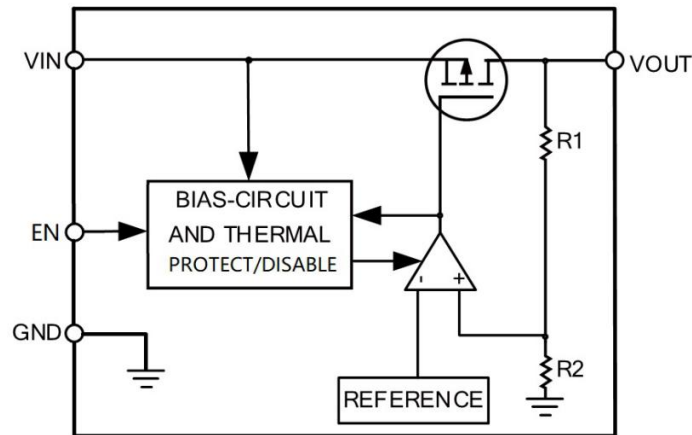 VIN
VOUT
R1
BIAS-CIRCUIT
AND THERMAL
PROTECT/DISABLE
EN
- +
GND
R2
REFERENCE